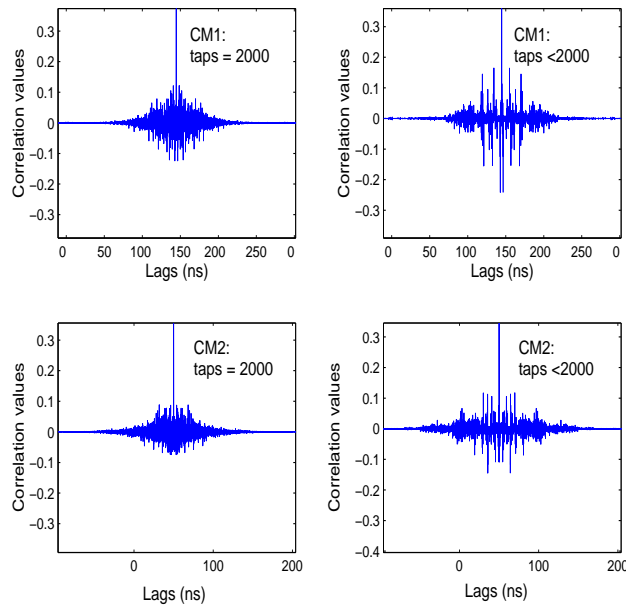 0.3
0.2
0.1
0
−0.1
−0.2
−0.3
Correlation values
CM1:
taps = 2000
0 50 100 150 200 250 0
Lags (ns)
0.3
0.2
0.1
0
−0.1
−0.2
−0.3
Correlation values
CM1:
taps <2000
0 50 100 150 200 250 0
Lags (ns)
0.3
0.2
0.1
0
−0.1
−0.2
−0.3
Correlation values
CM2:
taps = 2000
0 100 200
Lags (ns)
0.3
0.2
0.1
0
−0.1
−0.2
−0.3
−0.4
Correlation values
CM2:
taps <2000
0 100 200
Lags (ns)